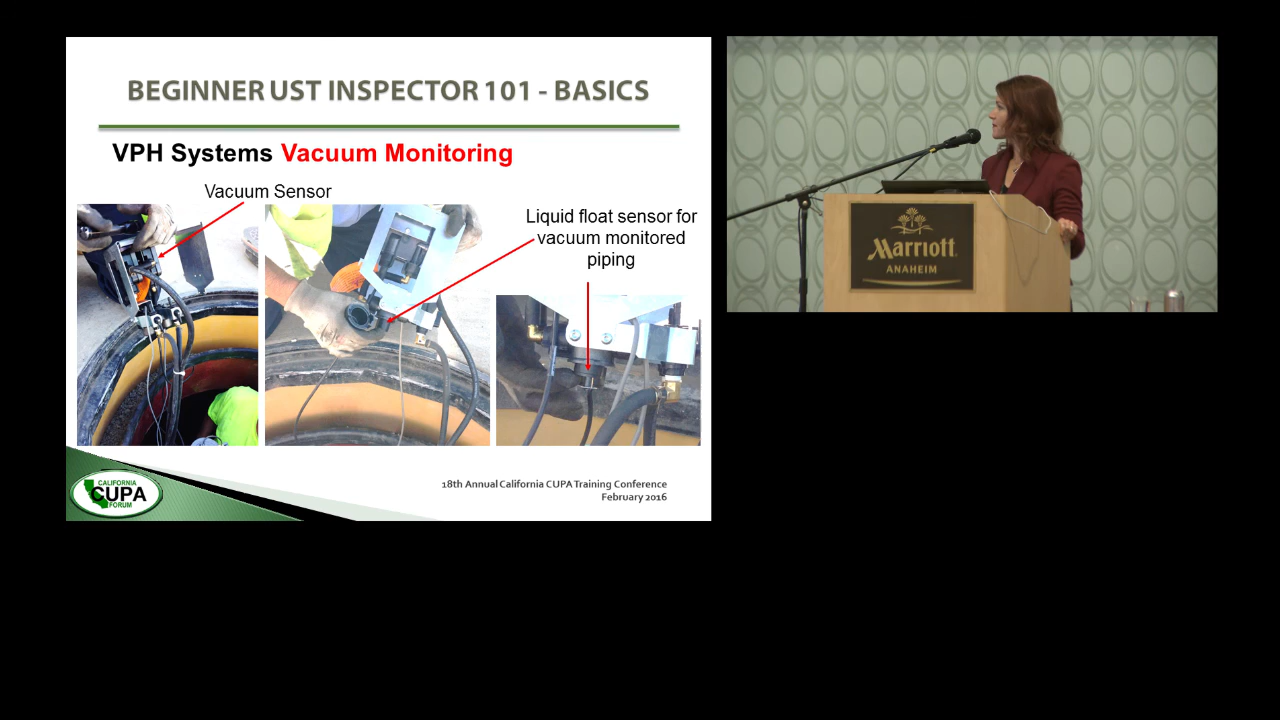 BEGINNER UST INSPECTOR 101 - BASICS
VPH Systems Vacuum Monitoring
Vacuum Sensor
Liquid float sensor for
vacuum monitored
piping
CALIFORNIA
CUPA
FORUM
18th Annual California CUPA Training Conference
February 2016
Marriott
ANAHEIM